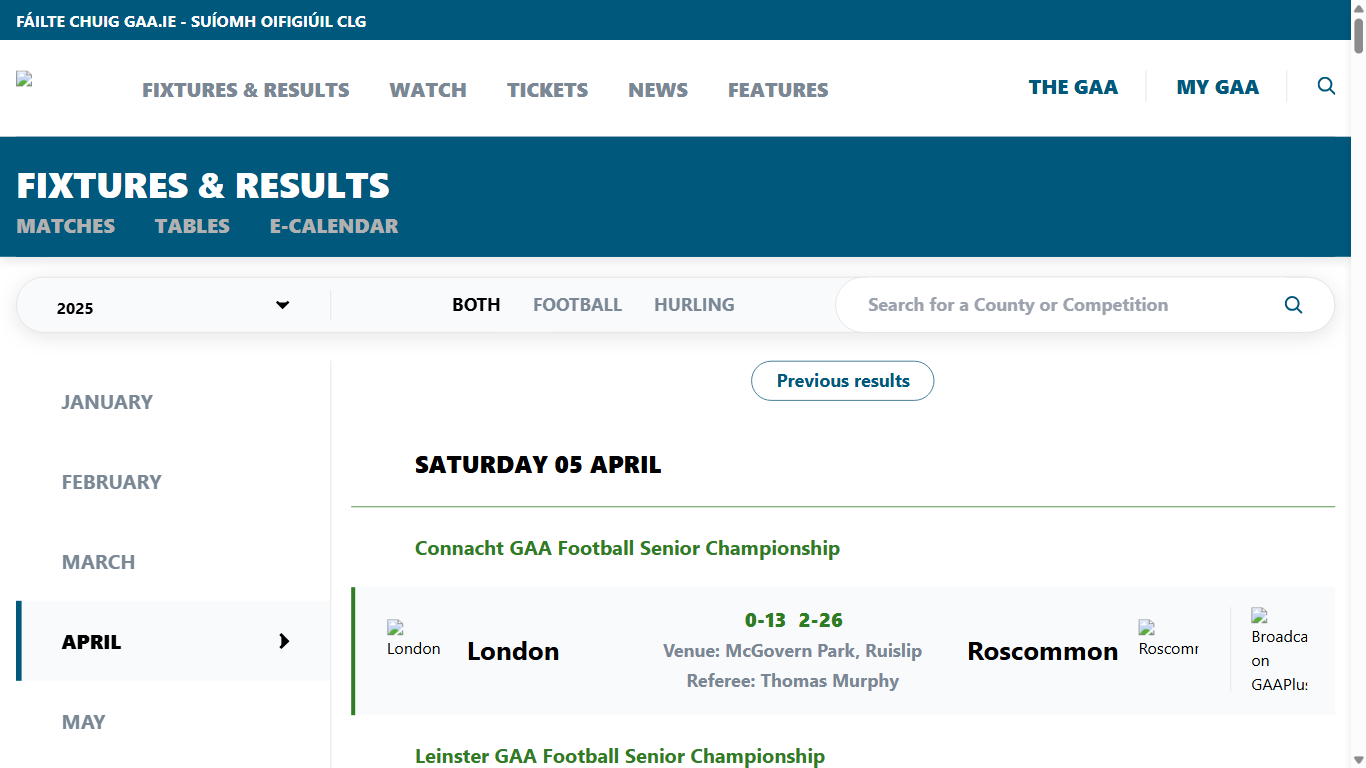 FÁILTE CHUIG GAA.IE - SUÍOMH OIFIGIÚIL CLG
FIXTURES & RESULTS WATCH TICKETS NEWS FEATURES THE GAA MY GAA
FIXTURES & RESULTS
MATCHES TABLES E-CALENDAR
2025 BOTH FOOTBALL HURLING Search for a County or Competition
JANUARY
FEBRUARY
MARCH
APRIL
MAY
Previous results
SATURDAY 05 APRIL
Connacht GAA Football Senior Championship
London
London
0-13 2-26
Venue: McGovern Park, Ruislip
Referee: Thomas Murphy
Roscommon
Roscomm
Broadca
on
GAAPlus
Leinster GAA Football Senior Championship